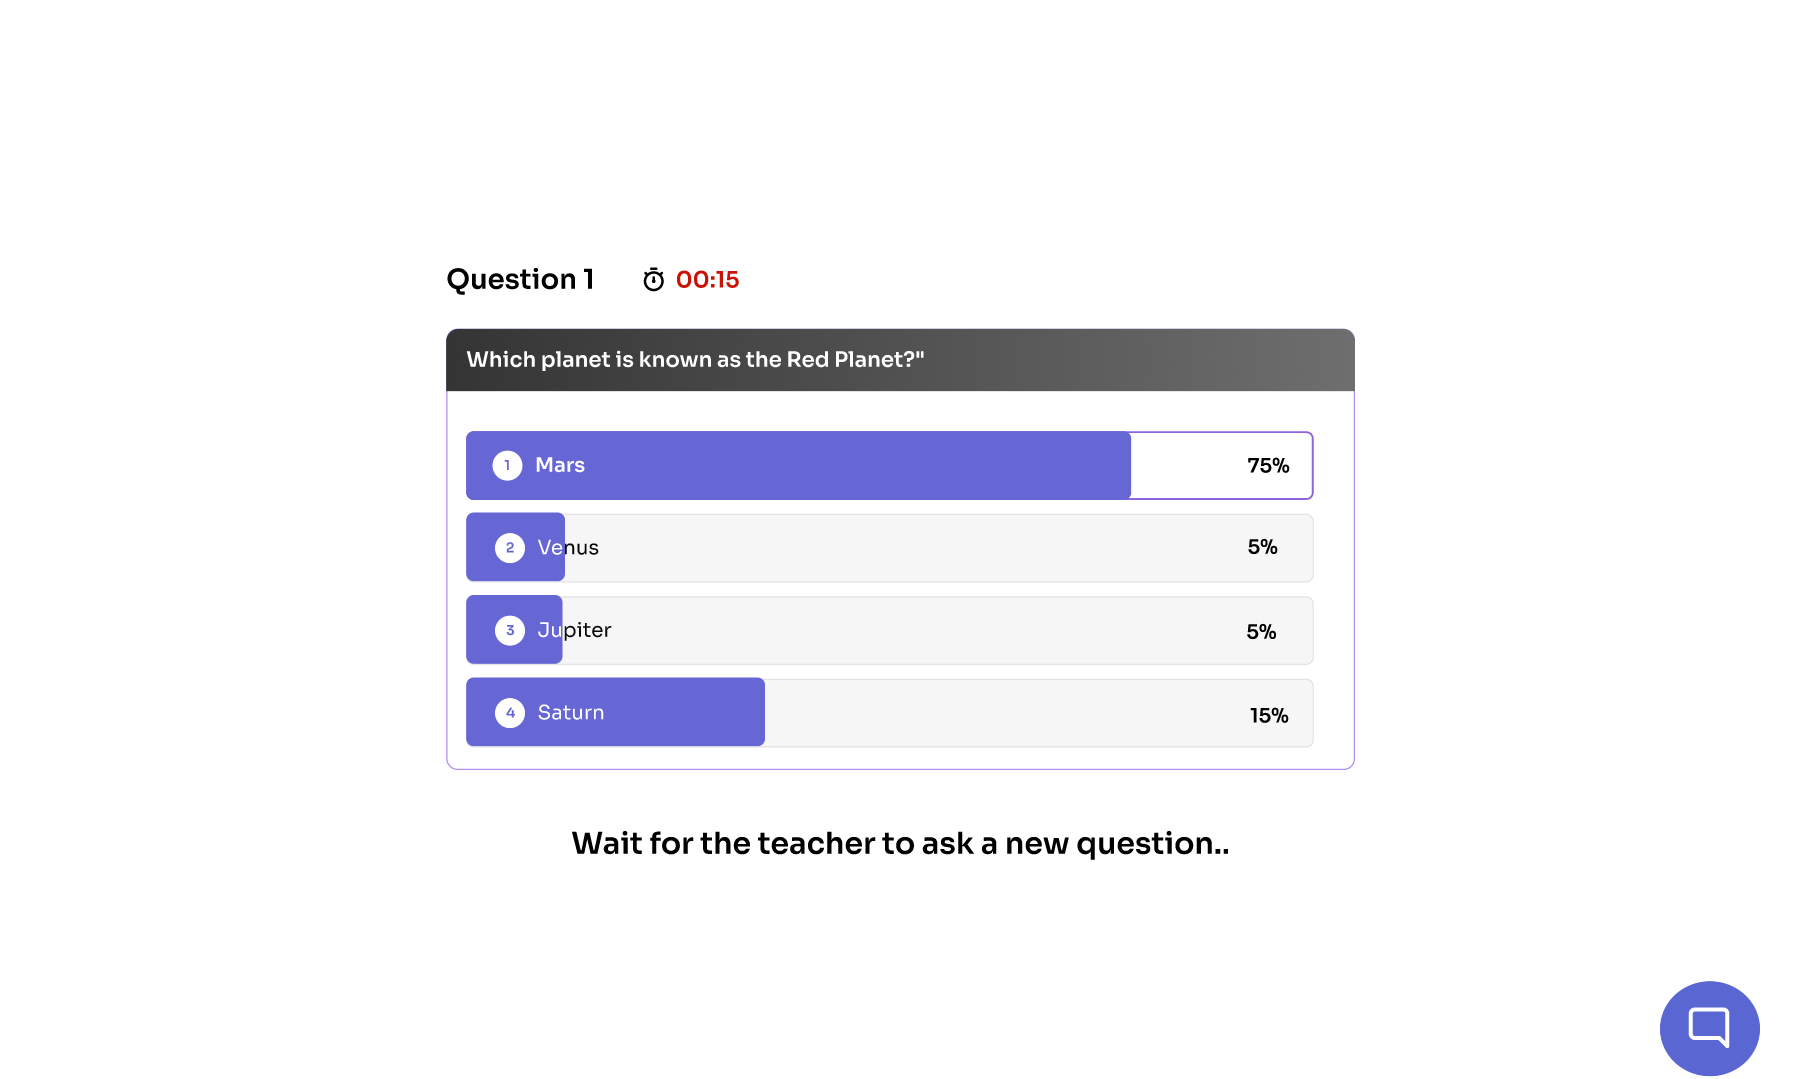 Question 1 00:15
Which planet is known as the Red Planet?"
1 Mars 75%
2 Venus 5%
3 Jupiter 5%
4 Saturn 15%
Wait for the teacher to ask a new question..